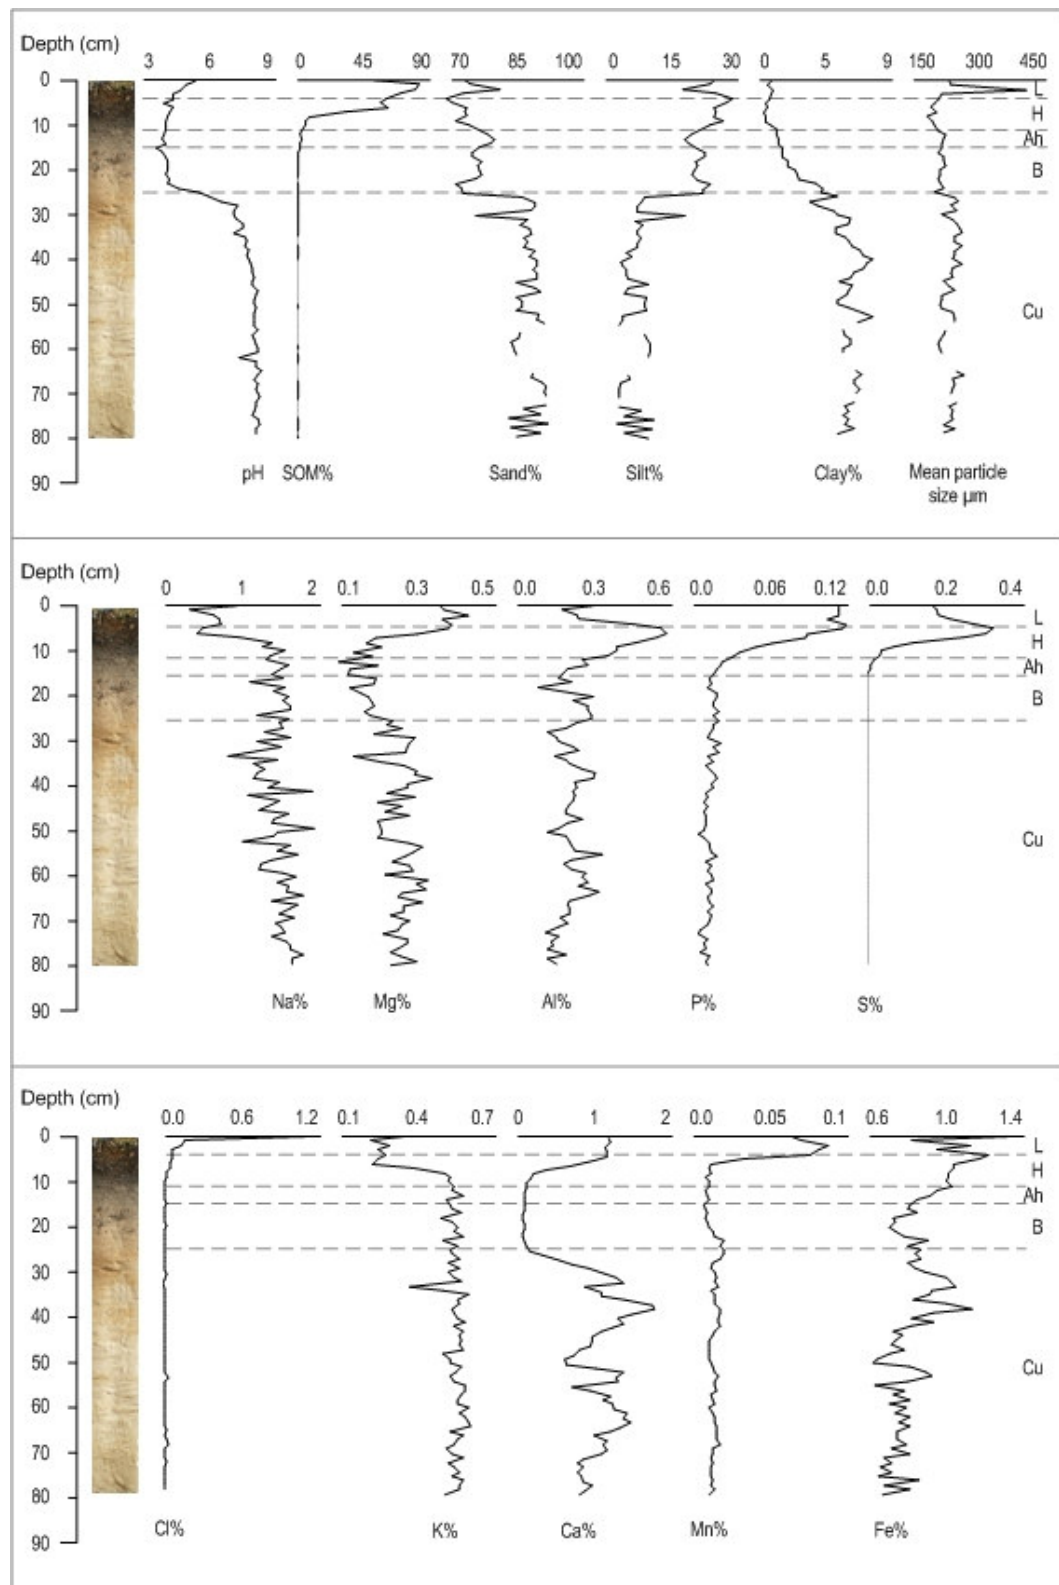 Depth (cm)
3 6 9 0 45 90 70 85 100 0 15 30 0 5 9 150 300 450
0
L
H
10
Ah
B
20
30
40
50
Cu
60
70
80
pH SOM% Sand% Silt% Clay% Mean particle
size µm
90
Depth (cm)
0.0 1 2 0.1 0.3 0.5 0.0 0.3 0.6 0.0 0.06 0.12 0.0 0.2 0.4
0
L
H
10
Ah
B
20
30
40
50
Cu
60
70
80
Na% Mg% Al% P% S%
90
Depth (cm)
0.0 0.6 1.2 0.1 0.4 0.7 0 1 2 0.0 0.05 0.1 0.6 1.0 1.4
0
L
H
10
Ah
B
20
30
40
50
Cu
60
70
80
Cl% K% Ca% Mn% Fe%
90